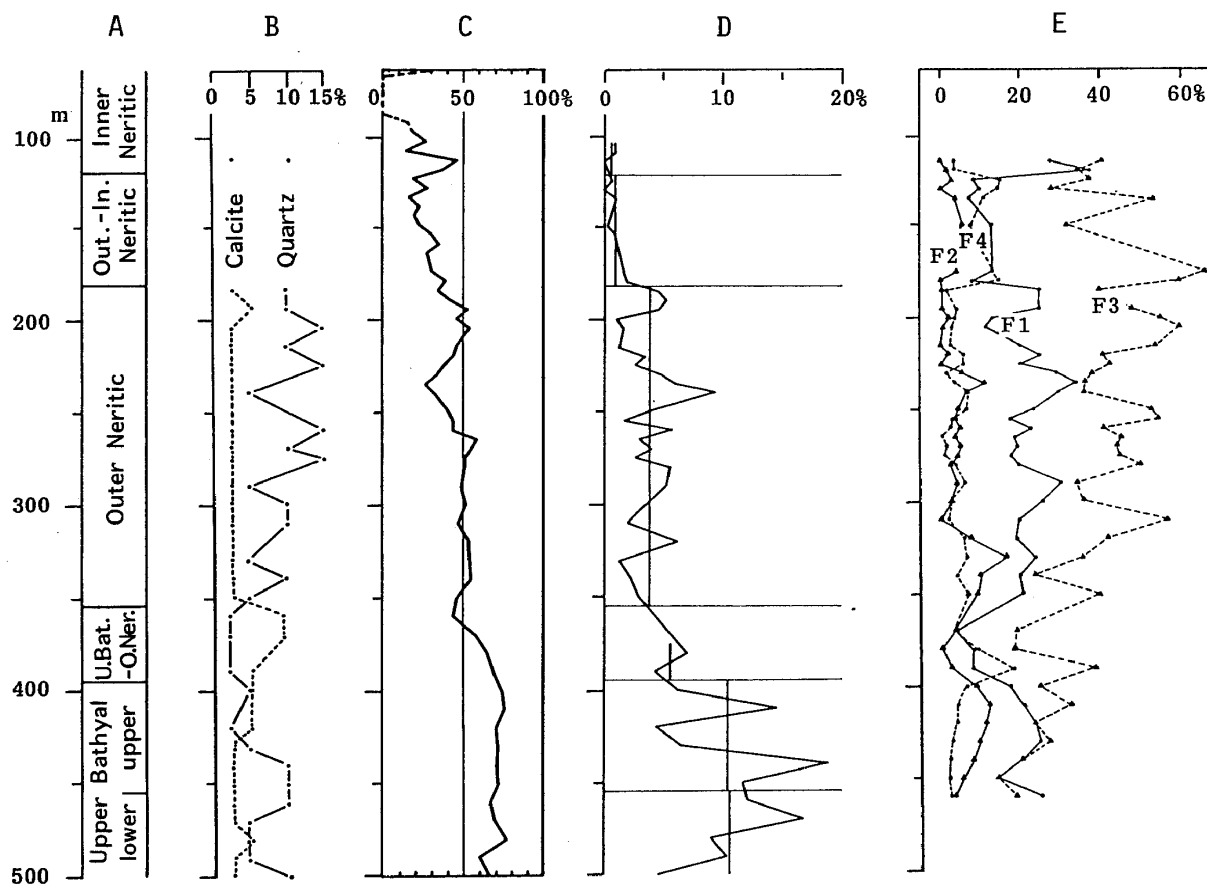 A B C D E
0 5 10 15%
0 50 100%
0 10 20%
0 20 40 60%
m
100
200
300
400
500
Inner
Neritic
Out.-In.
Neritic
Outer Neritic
U.Bat.
-O.Ner.
Upper Bathyal
upper
lower
Calcite
Quartz
F2
F4
F1
F3